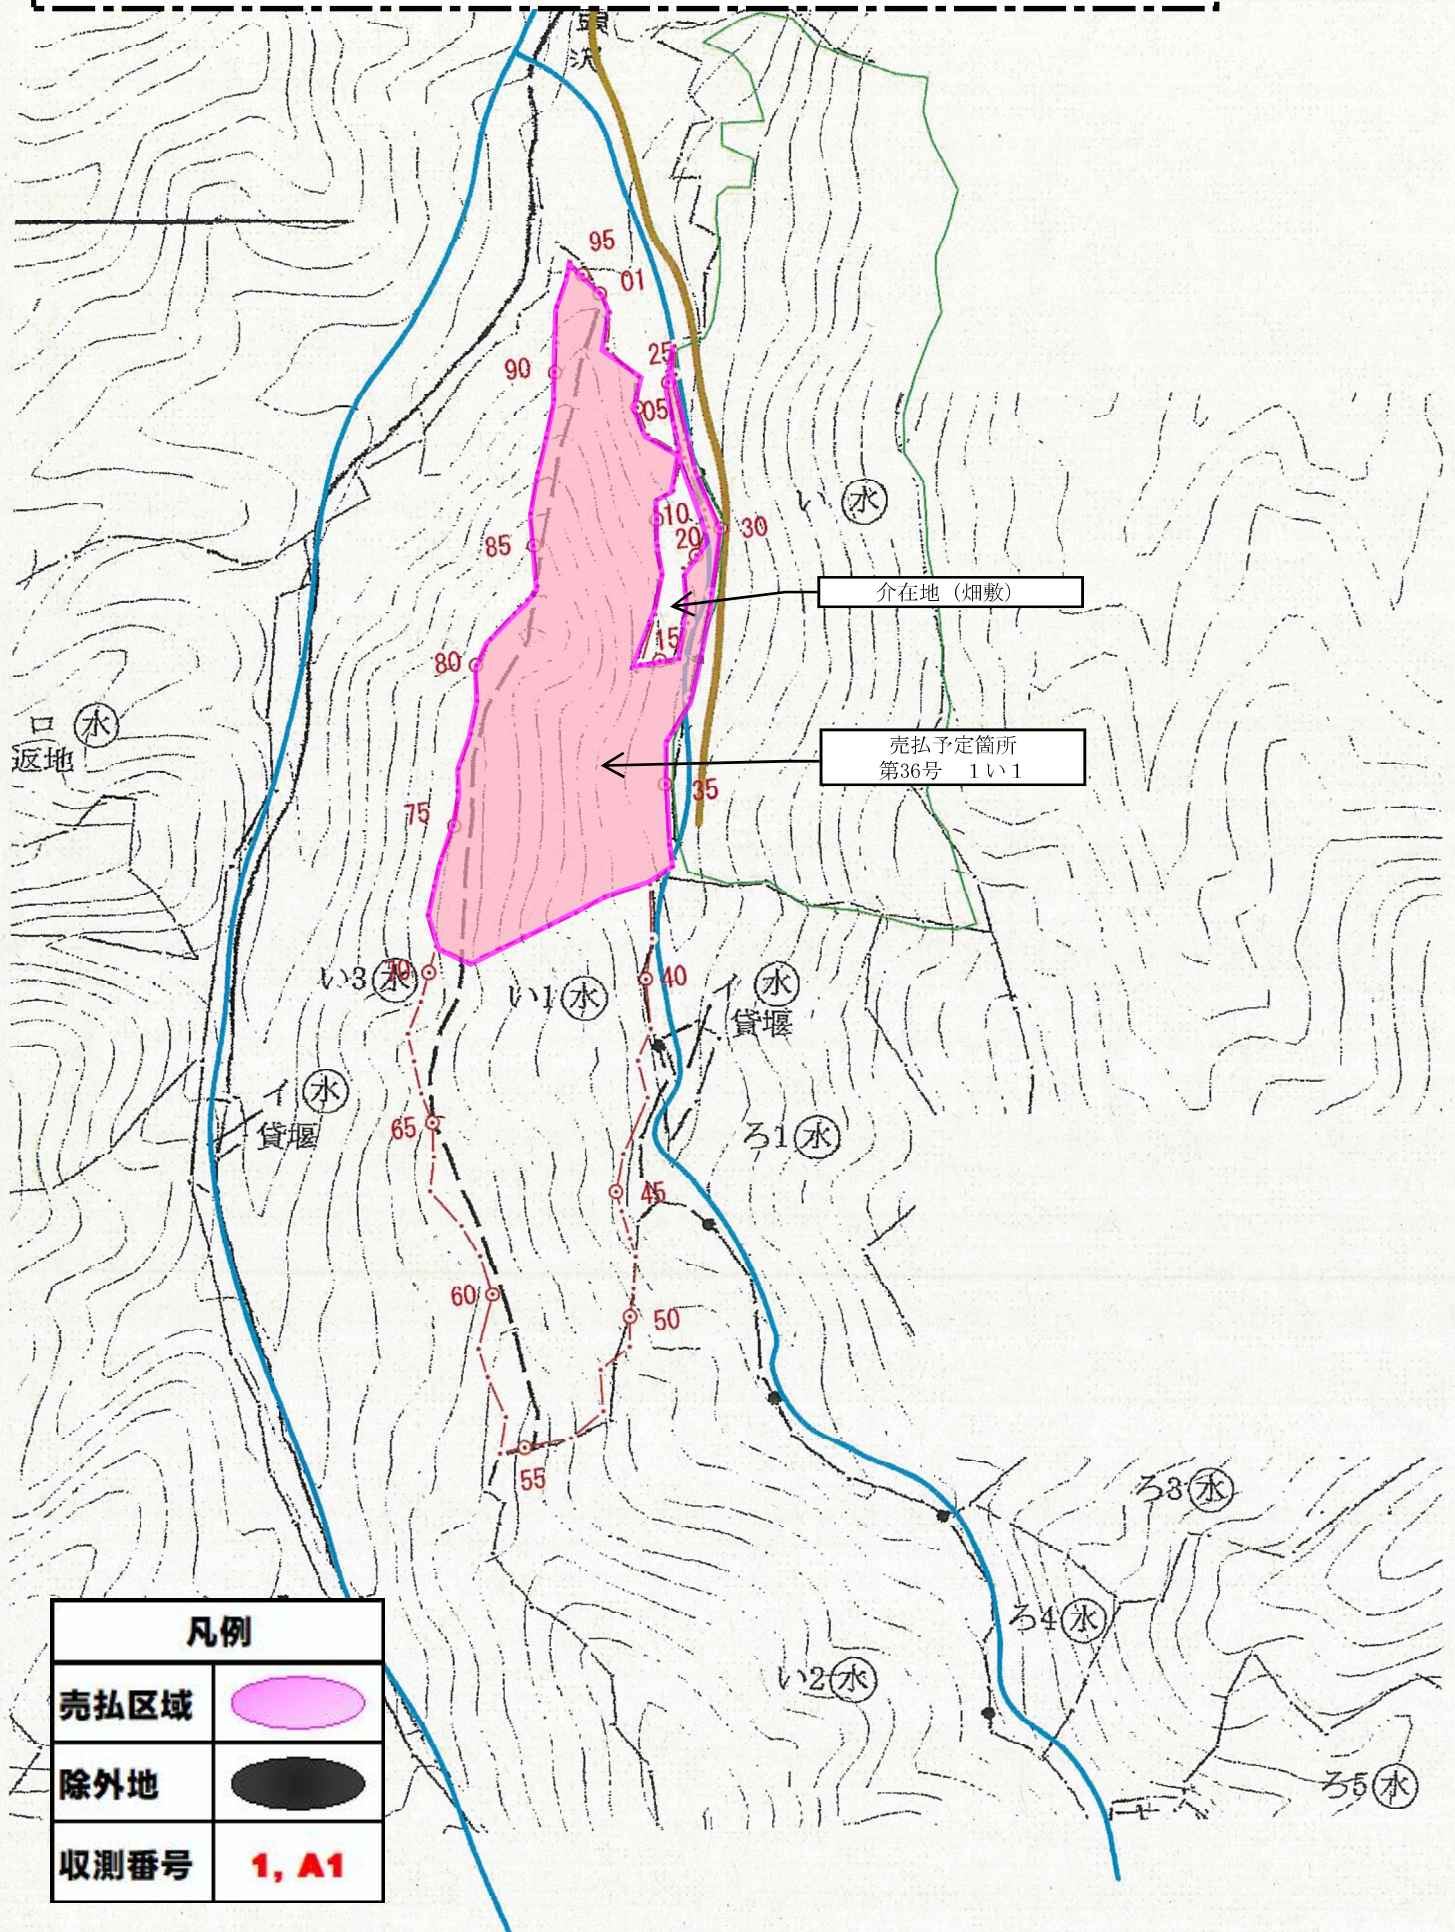 沢
95
01
90
25
05
10
85
20
30
い 水
介在地（畑敷）
15
80
ロ 水
返地
売払予定箇所
第36号　1い1
75
35
い3 水
70
い1 水
40
イ 水
貸堰
イ 水
貸堰
65
ろ1 水
45
60
50
55
ろ3 水
ろ4 水
い2 水
ろ5 水
凡例
売払区域
除外地
収測番号
1, A1